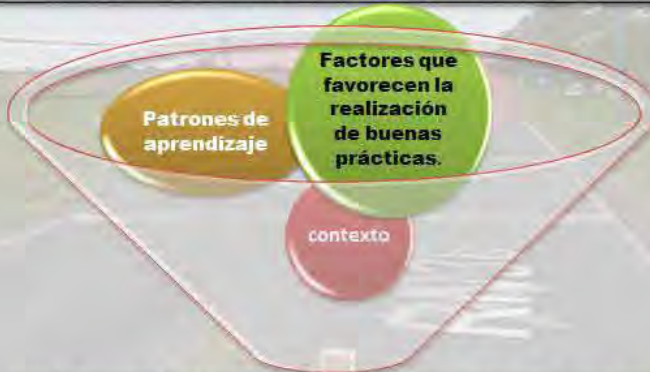 Factores que
favorecen la
realización
de buenas
prácticas.
Patrones de
aprendizaje
contexto